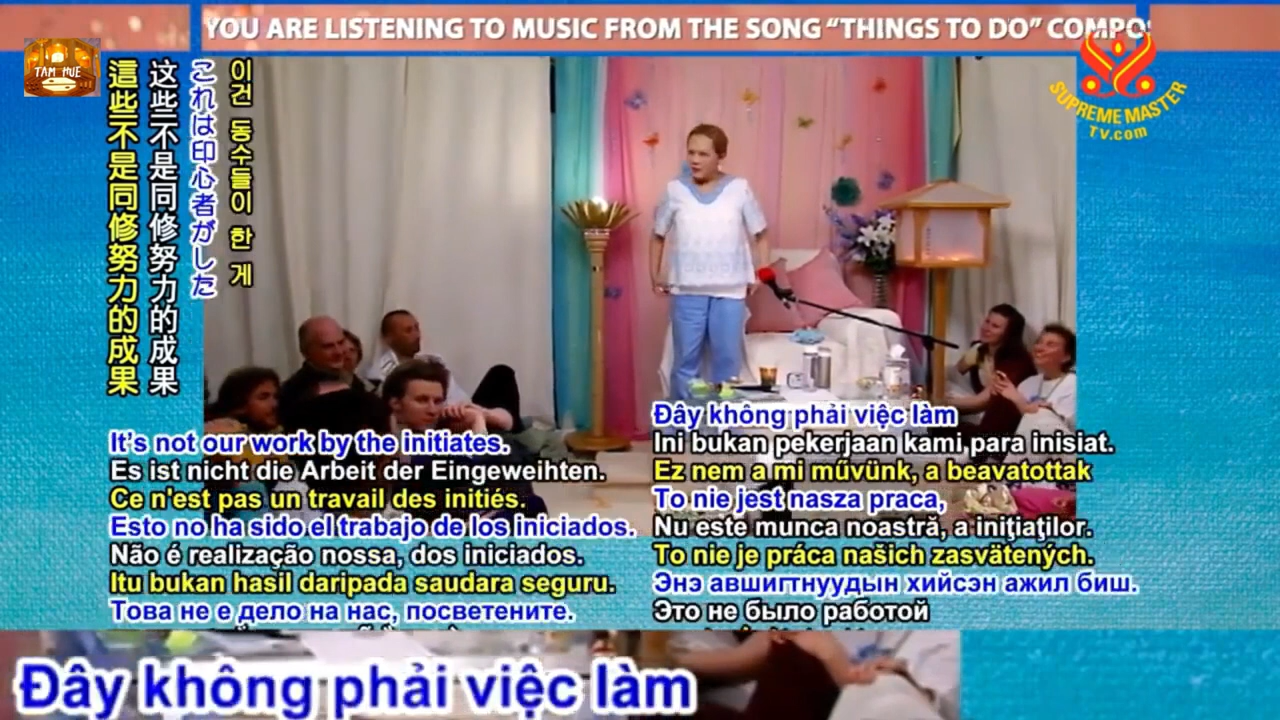 YOU ARE LISTENING TO MUSIC FROM THE SONG “THINGS TO DO”
TAM HUE
SUPREME MASTER
TV.com
이건 동수들이 한 게
これは印心者がした
这些不是同修努力的成果
這些不是同修努力的成果
It's not our work by the initiates.
Es ist nicht die Arbeit der Eingeweihten.
Ce n'est pas un travail des initiés.
Esto no ha sido el trabajo de los iniciados.
Não é realização nossa, dos iniciados.
Itu bukan hasil daripada saudara seguru.
Това не е дело на нас, посветените.
Đây không phải việc làm
Ini bukan pekerjaan kami,para inisiat.
Ez nem a mi művünk, a beavatottak
To nie jest nasza praca,
Nu este munca noastră, a iniţiaţilor.
To nie je práca našich zasvätených.
Энэ авшигтнуудын хийсэн ажил биш.
Это не было работой
Đây không phải việc làm